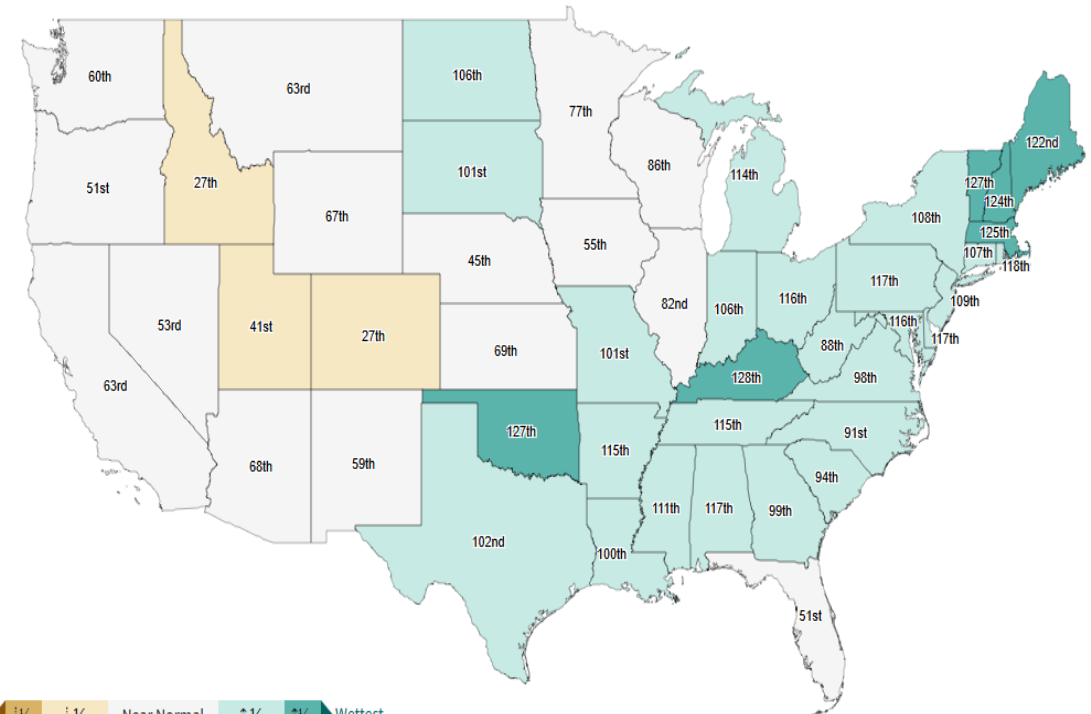 60th
63rd
106th
77th
122nd
51st
27th
101st
86th
114th
127th
124th
67th
108th
125th
107th
118th
45th
55th
117th
109th
53rd
41st
27th
82nd
106th
116th
116th
117th
69th
101st
88th
63rd
128th
98th
127th
115th
91st
68th
59th
115th
94th
111th
117th
99th
102nd
100th
51st
Near Normal
Wettest